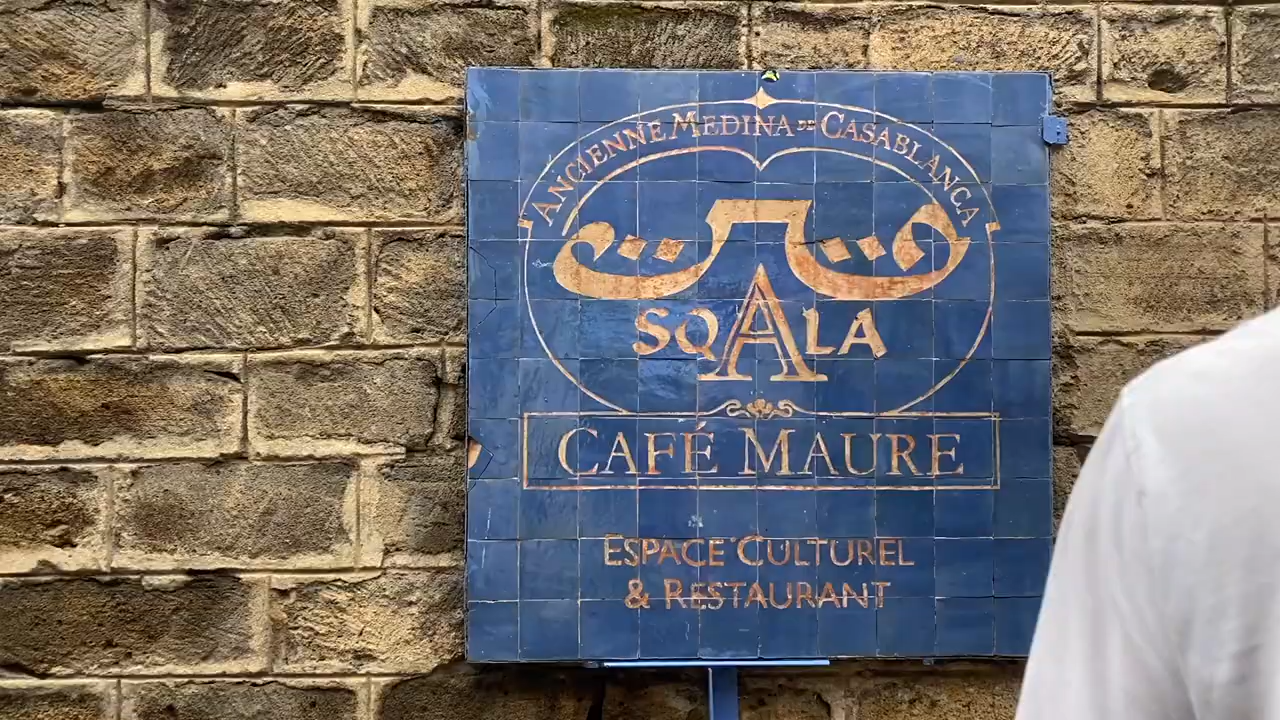 ANCIENNE MEDINA DE CASABLANCA
SQALA
CAFÉ MAURE
ESPACE CULTUREL
& RESTAURANT